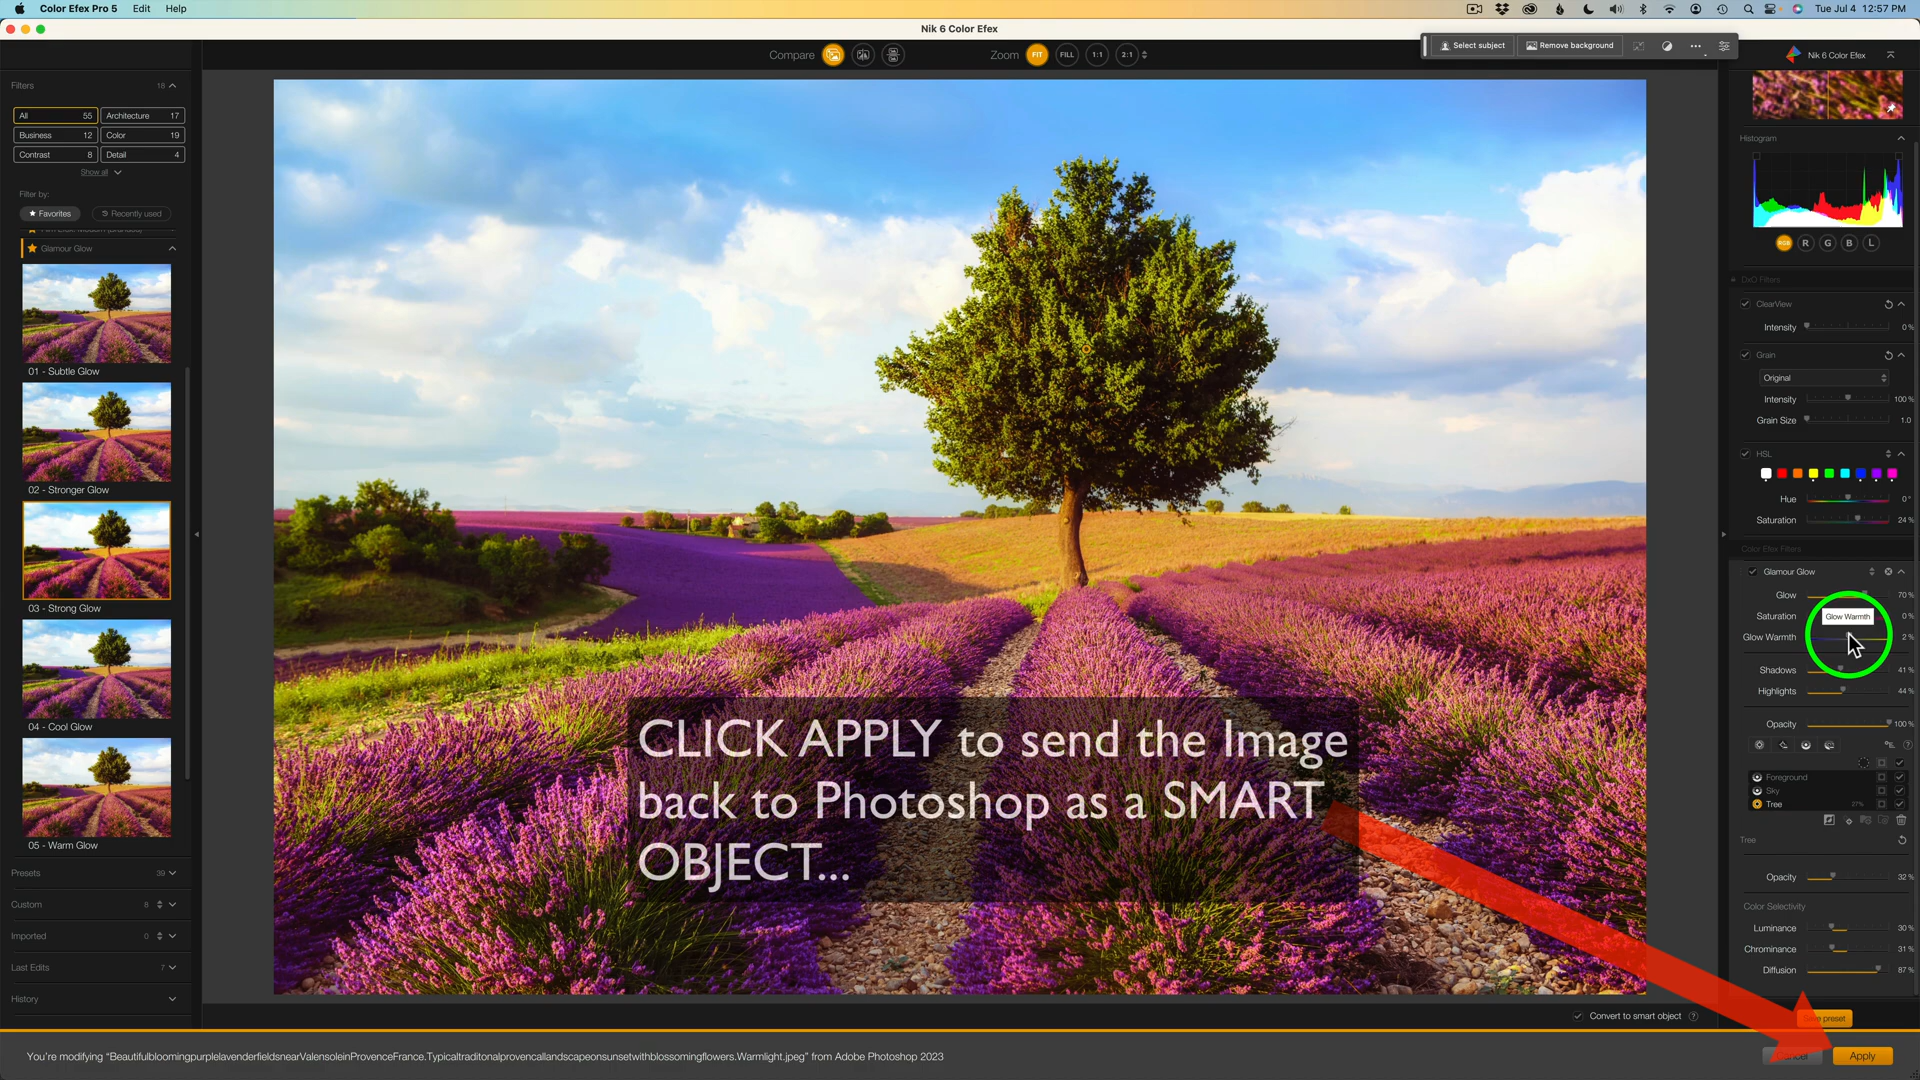 Color Efex Pro 5 Edit Help
Tue Jul 4 12:57 PM
Nik 6 Color Efex
Compare
Zoom FIT FILL 1:1 2:1
Select subject Remove background
Nik 6 Color Efex
Filters 18
All 55 Architecture 17
Business 12 Color 19
Contrast 8 Detail 4
Show all
Filter by:
Favorites Recently used
Glamour Glow
01 - Subtle Glow
02 - Stronger Glow
03 - Strong Glow
04 - Cool Glow
05 - Warm Glow
Presets 39
Custom 8
Imported 0
Last Edits 7
History
CLICK APPLY to send the Image
back to Photoshop as a SMART
OBJECT...
Histogram
RGB R G B L
DxO Filters
ClearView
Intensity 0 %
Grain
Original
Intensity 100 %
Grain Size 1.0
HSL
Hue 0 °
Saturation 24 %
Color Efex Filters
Glamour Glow
Glow 70 %
Saturation 0 %
Glow Warmth
Glow Warmth 2 %
Shadows 41 %
Highlights 44 %
Opacity 100 %
Foreground
Sky
Tree 27%
Tree
Opacity 32 %
Color Selectivity
Luminance 30 %
Chrominance 31 %
Diffusion 87 %
Convert to smart object
preset
You're modifying “BeautifulbloomingpurplelavenderfieldsnearValensoleinProvenceFrance.Typicaltraditonalprovencallandscapeonsunsetwithblossomingflowers.Warmlight.jpeg” from Adobe Photoshop 2023
Cancel Apply